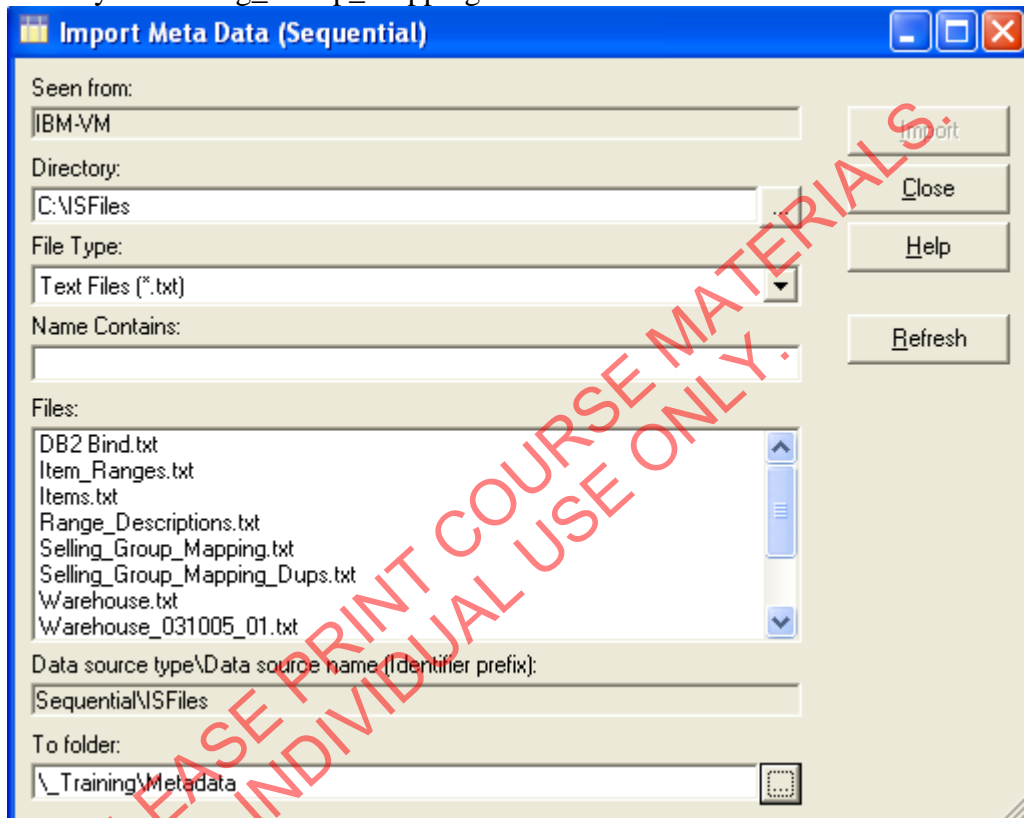 Import Meta Data (Sequential)
Seen from:
IBM-VM
Import
Directory:
Close
C:\ISFiles
...
File Type:
Help
Text Files (*.txt)
Name Contains:
Refresh
Files:
DB2 Bind.txt
Item_Ranges.txt
Items.txt
Range_Descriptions.txt
Selling_Group_Mapping.txt
Selling_Group_Mapping_Dups.txt
Warehouse.txt
Warehouse_031005_01.txt
Data source type\Data source name (Identifier prefix):
Sequential\ISFiles
To folder:
\_Training\Metadata
...
EASE PRINT COURSE MATERIALS.
INDIVIDUAL USE ONLY.